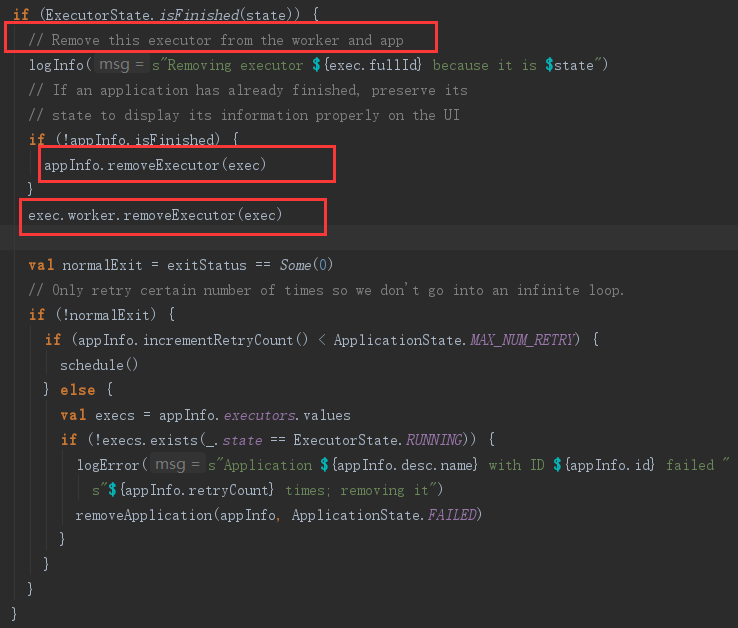 if (ExecutorState.isFinished(state)) {
// Remove this executor from the worker and app
logInfo( msg = s"Removing executor ${exec.fullId} because it is $state")
// If an application has already finished, preserve its
// state to display its information properly on the UI
if (!appInfo.isFinished) {
appInfo.removeExecutor(exec)
}
exec.worker.removeExecutor(exec)
val normalExit = exitStatus == Some(0)
// Only retry certain number of times so we don't go into an infinite loop.
if (!normalExit) {
if (appInfo.incrementRetryCount() < ApplicationState.MAX_NUM_RETRY) {
schedule()
} else {
val execs = appInfo.executors.values
if (!execs.exists(_.state == ExecutorState.RUNNING)) {
logError( msg = s"Application ${appInfo.desc.name} with ID ${appInfo.id} failed "
s"${appInfo.retryCount} times; removing it")
removeApplication(appInfo, ApplicationState.FAILED)
}
}
}
}